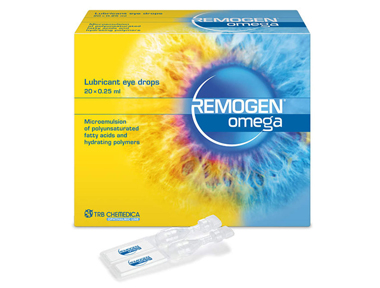 Lubricant eye drops
20 x 0.25 ml
REMOGEN®
omega
Microemulsion
of polyunsaturated
fatty acids and
hydrating polymers
TRB CHEMEDICA